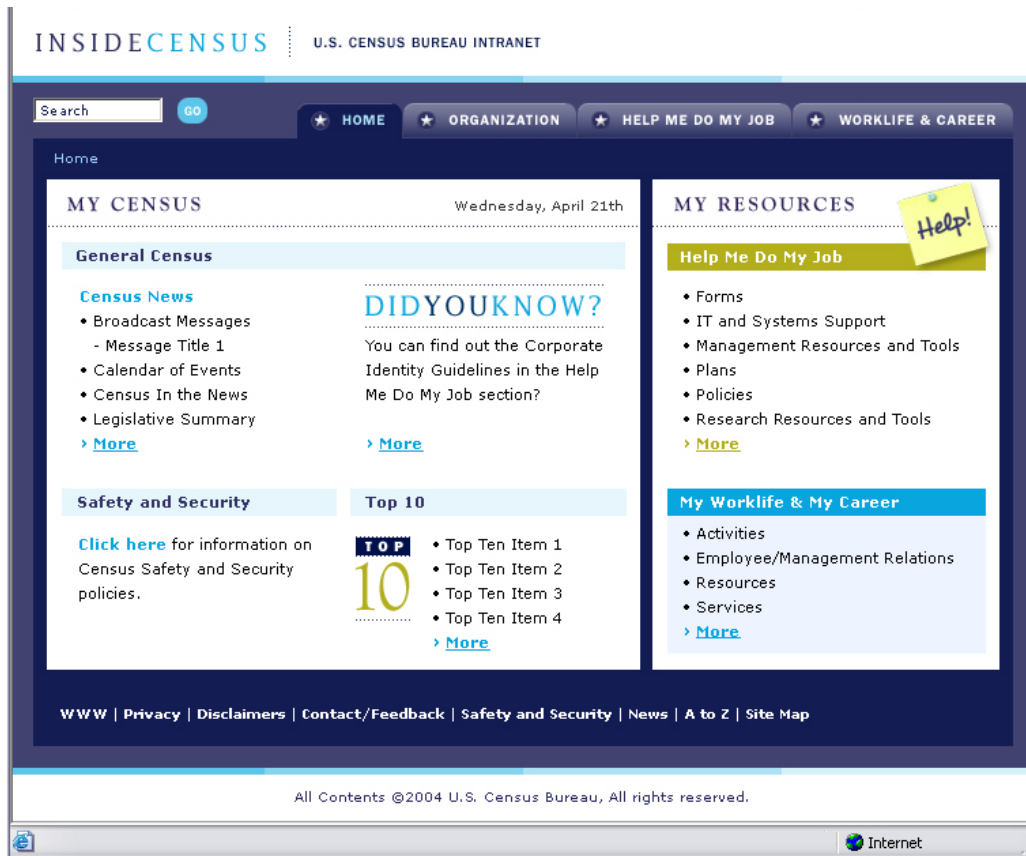 INSIDECENSUS
U.S. CENSUS BUREAU INTRANET
Search
GO
HOME
ORGANIZATION
HELP ME DO MY JOB
WORKLIFE & CAREER
Home
MY CENSUS
Wednesday, April 21th
General Census
Census News
• Broadcast Messages
- Message Title 1
• Calendar of Events
• Census In the News
• Legislative Summary
› More
DIDYOUKNOW?
You can find out the Corporate
Identity Guidelines in the Help
Me Do My Job section?
› More
Safety and Security
Click here for information on
Census Safety and Security
policies.
Top 10
TOP
10
• Top Ten Item 1
• Top Ten Item 2
• Top Ten Item 3
• Top Ten Item 4
› More
MY RESOURCES
Help!
Help Me Do My Job
• Forms
• IT and Systems Support
• Management Resources and Tools
• Plans
• Policies
• Research Resources and Tools
› More
My Worklife & My Career
• Activities
• Employee/Management Relations
• Resources
• Services
› More
WWW | Privacy | Disclaimers | Contact/Feedback | Safety and Security | News | A to Z | Site Map
All Contents ©2004 U.S. Census Bureau, All rights reserved.
Internet